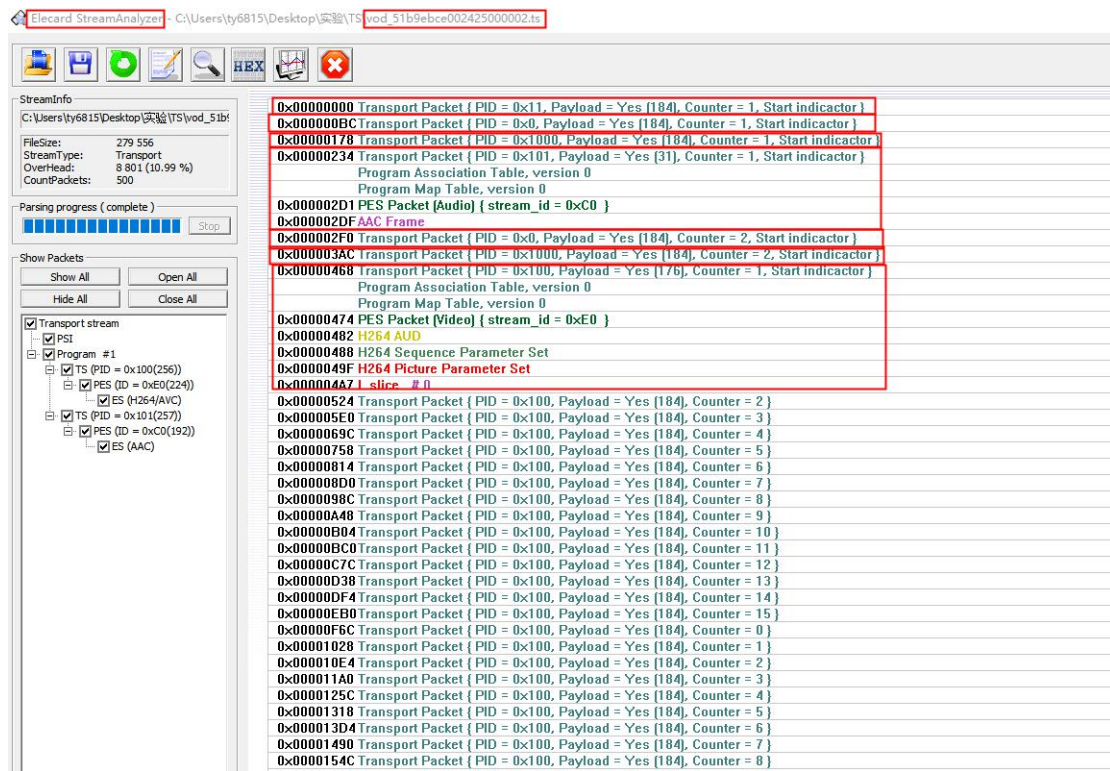 Elecard StreamAnalyzer - C:\Users\ty6815\Desktop\实验\TS\vod_51b9ebce002425000002.ts
HEX
StreamInfo
C:\Users\ty6815\Desktop\实验\TS\vod_51b9
FileSize: 279 556
StreamType: Transport
OverHead: 8 801 (10.99 %)
CountPackets: 500
Parsing progress ( complete )
Stop
Show Packets
Show All Open All
Hide All Close All
Transport stream
PSI
Program #1
TS (PID = 0x100(256))
PES (ID = 0xE0(224))
ES (H264/AVC)
TS (PID = 0x101(257))
PES (ID = 0xC0(192))
ES (AAC)
0x00000000 Transport Packet { PID = 0x11, Payload = Yes (184), Counter = 1, Start indicactor }
0x000000BC Transport Packet { PID = 0x0, Payload = Yes (184), Counter = 1, Start indicactor }
0x00000178 Transport Packet { PID = 0x1000, Payload = Yes (184), Counter = 1, Start indicactor }
0x00000234 Transport Packet { PID = 0x101, Payload = Yes (31), Counter = 1, Start indicactor }
Program Association Table, version 0
Program Map Table, version 0
0x000002D1 PES Packet (Audio) { stream_id = 0xC0 }
0x000002DF AAC Frame
0x000002F0 Transport Packet { PID = 0x0, Payload = Yes (184), Counter = 2, Start indicactor }
0x000003AC Transport Packet { PID = 0x1000, Payload = Yes (184), Counter = 2, Start indicactor }
0x00000468 Transport Packet { PID = 0x100, Payload = Yes (176), Counter = 1, Start indicactor }
Program Association Table, version 0
Program Map Table, version 0
0x00000474 PES Packet (Video) { stream_id = 0xE0 }
0x00000482 H264 AUD
0x00000488 H264 Sequence Parameter Set
0x0000049F H264 Picture Parameter Set
0x000004A7 I slice # 0
0x00000524 Transport Packet { PID = 0x100, Payload = Yes (184), Counter = 2 }
0x000005E0 Transport Packet { PID = 0x100, Payload = Yes (184), Counter = 3 }
0x0000069C Transport Packet { PID = 0x100, Payload = Yes (184), Counter = 4 }
0x00000758 Transport Packet { PID = 0x100, Payload = Yes (184), Counter = 5 }
0x00000814 Transport Packet { PID = 0x100, Payload = Yes (184), Counter = 6 }
0x000008D0 Transport Packet { PID = 0x100, Payload = Yes (184), Counter = 7 }
0x0000098C Transport Packet { PID = 0x100, Payload = Yes (184), Counter = 8 }
0x00000A48 Transport Packet { PID = 0x100, Payload = Yes (184), Counter = 9 }
0x00000B04 Transport Packet { PID = 0x100, Payload = Yes (184), Counter = 10 }
0x00000BC0 Transport Packet { PID = 0x100, Payload = Yes (184), Counter = 11 }
0x00000C7C Transport Packet { PID = 0x100, Payload = Yes (184), Counter = 12 }
0x00000D38 Transport Packet { PID = 0x100, Payload = Yes (184), Counter = 13 }
0x00000DF4 Transport Packet { PID = 0x100, Payload = Yes (184), Counter = 14 }
0x00000EB0 Transport Packet { PID = 0x100, Payload = Yes (184), Counter = 15 }
0x00000F6C Transport Packet { PID = 0x100, Payload = Yes (184), Counter = 0 }
0x00001028 Transport Packet { PID = 0x100, Payload = Yes (184), Counter = 1 }
0x000010E4 Transport Packet { PID = 0x100, Payload = Yes (184), Counter = 2 }
0x000011A0 Transport Packet { PID = 0x100, Payload = Yes (184), Counter = 3 }
0x0000125C Transport Packet { PID = 0x100, Payload = Yes (184), Counter = 4 }
0x00001318 Transport Packet { PID = 0x100, Payload = Yes (184), Counter = 5 }
0x000013D4 Transport Packet { PID = 0x100, Payload = Yes (184), Counter = 6 }
0x00001490 Transport Packet { PID = 0x100, Payload = Yes (184), Counter = 7 }
0x0000154C Transport Packet { PID = 0x100, Payload = Yes (184), Counter = 8 }